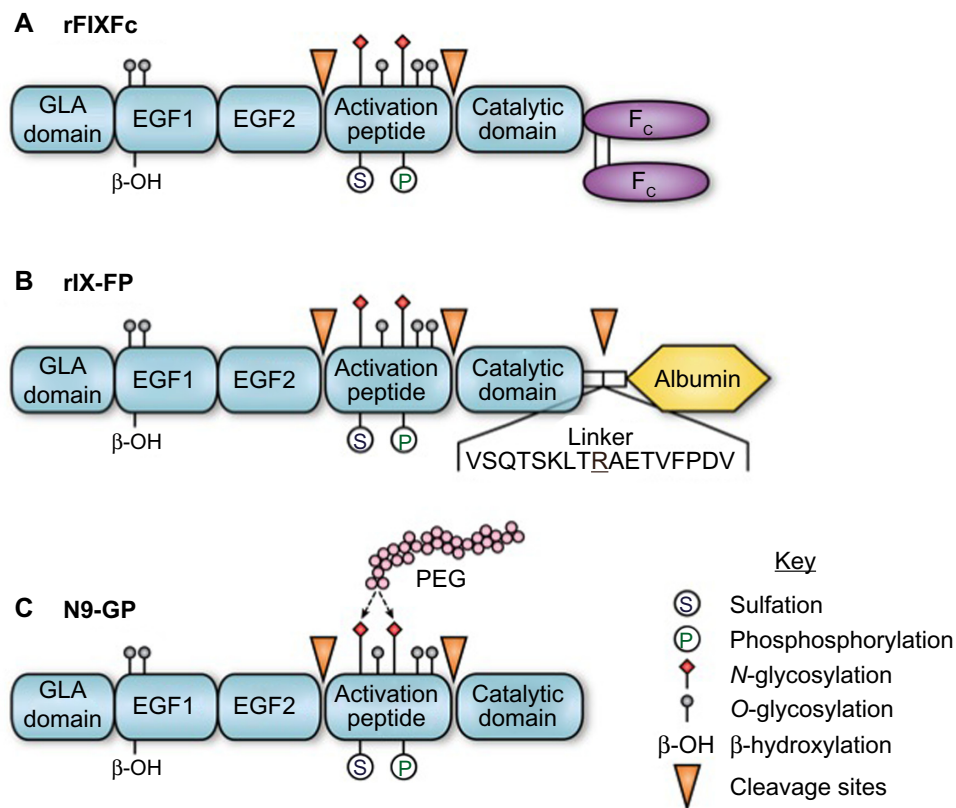 A rFIXFc
GLA domain
EGF1
EGF2
Activation peptide
Catalytic domain
Fc
Fc
β-OH
S
P
B rIX-FP
GLA domain
EGF1
EGF2
Activation peptide
Catalytic domain
Albumin
β-OH
S
P
Linker
VSQTSKLTRAETVFPDV
PEG
C N9-GP
GLA domain
EGF1
EGF2
Activation peptide
Catalytic domain
β-OH
S
P
Key
S Sulfation
P Phosphosphorylation
N-glycosylation
O-glycosylation
β-OH β-hydroxylation
Cleavage sites